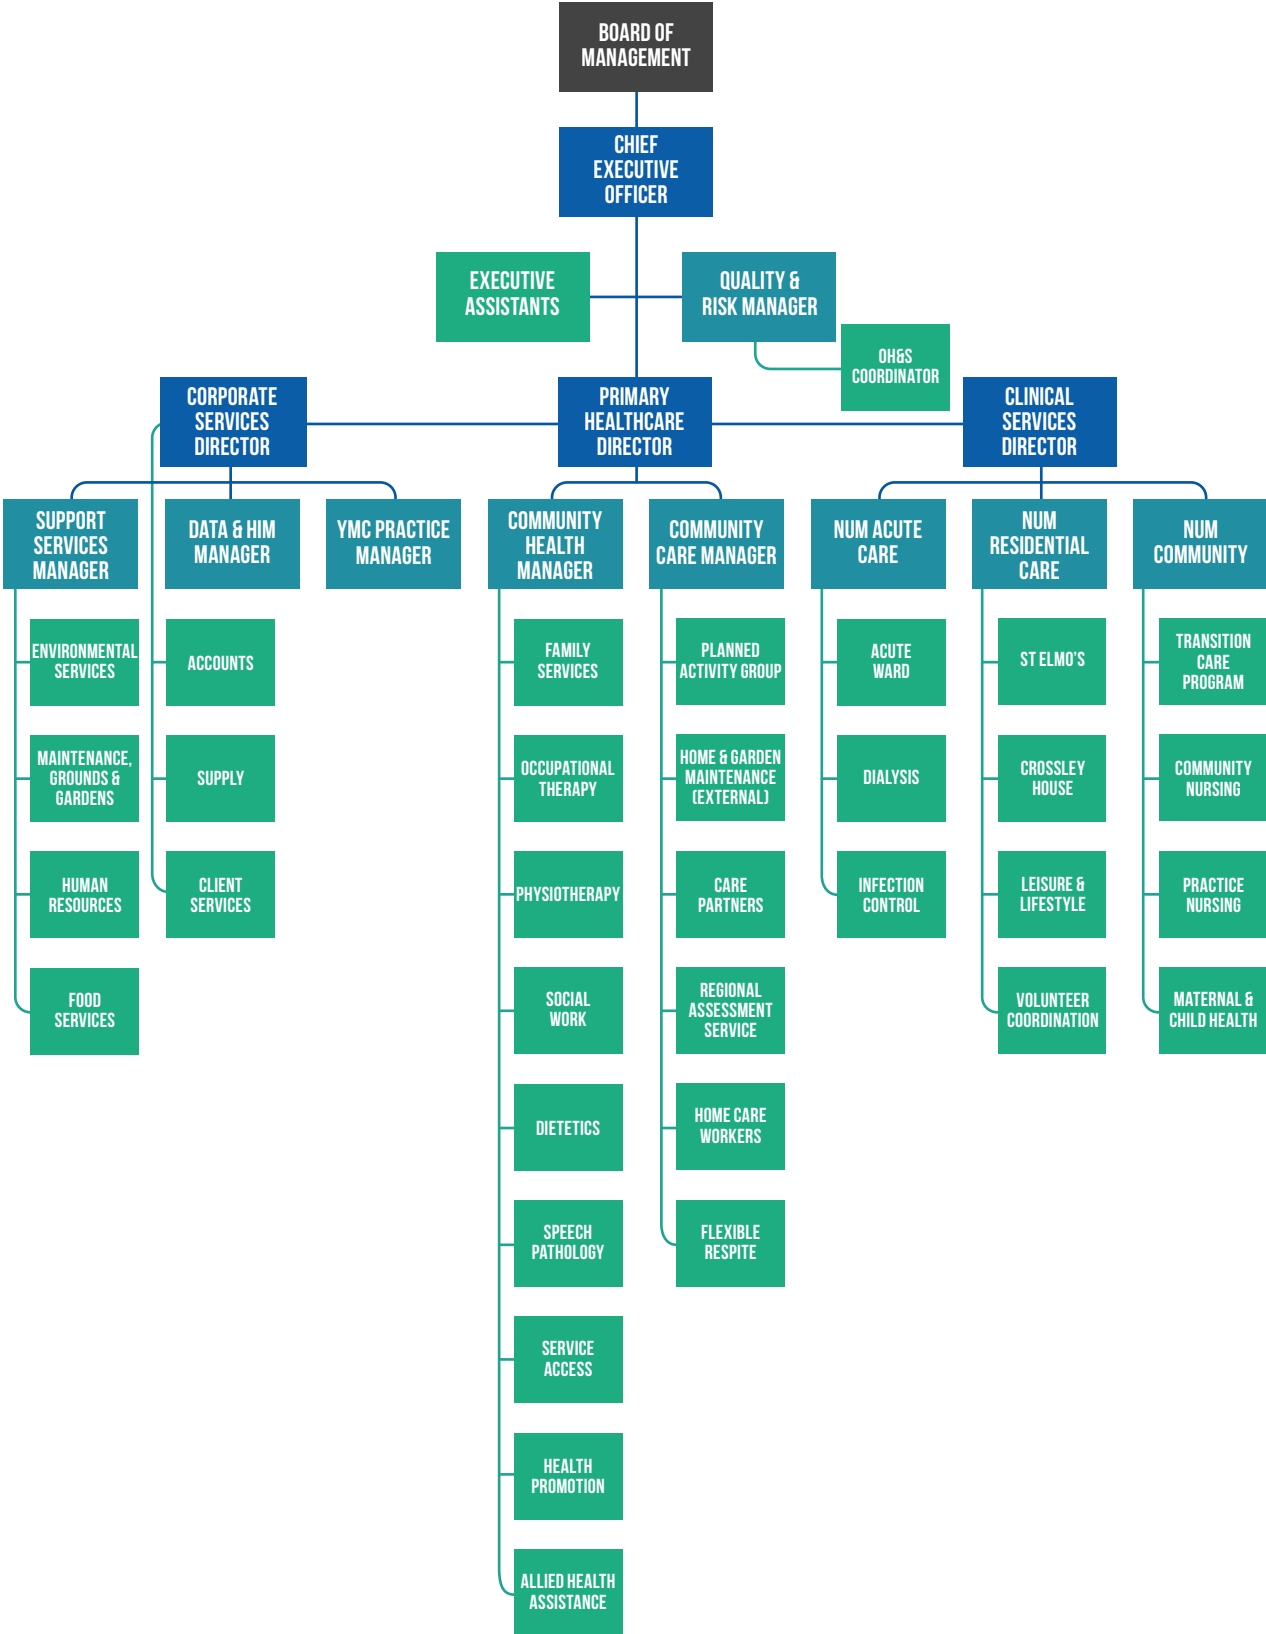 BOARD OF
MANAGEMENT
CHIEF
EXECUTIVE
OFFICER
EXECUTIVE
ASSISTANTS
QUALITY &
RISK MANAGER
OH&S
COORDINATOR
CORPORATE
SERVICES
DIRECTOR
PRIMARY
HEALTHCARE
DIRECTOR
CLINICAL
SERVICES
DIRECTOR
SUPPORT
SERVICES
MANAGER
DATA & HIM
MANAGER
YMC PRACTICE
MANAGER
COMMUNITY
HEALTH
MANAGER
COMMUNITY
CARE MANAGER
NUM ACUTE
CARE
NUM
RESIDENTIAL
CARE
NUM
COMMUNITY
ENVIRONMENTAL
SERVICES
MAINTENANCE,
GROUNDS &
GARDENS
HUMAN
RESOURCES
FOOD
SERVICES
ACCOUNTS
SUPPLY
CLIENT
SERVICES
FAMILY
SERVICES
OCCUPATIONAL
THERAPY
PHYSIOTHERAPY
SOCIAL
WORK
DIETETICS
SPEECH
PATHOLOGY
SERVICE
ACCESS
HEALTH
PROMOTION
ALLIED HEALTH
ASSISTANCE
PLANNED
ACTIVITY GROUP
HOME & GARDEN
MAINTENANCE
(EXTERNAL)
CARE
PARTNERS
REGIONAL
ASSESSMENT
SERVICE
HOME CARE
WORKERS
FLEXIBLE
RESPITE
ACUTE
WARD
DIALYSIS
INFECTION
CONTROL
ST ELMO'S
CROSSLEY
HOUSE
LEISURE &
LIFESTYLE
VOLUNTEER
COORDINATION
TRANSITION
CARE
PROGRAM
COMMUNITY
NURSING
PRACTICE
NURSING
MATERNAL &
CHILD HEALTH